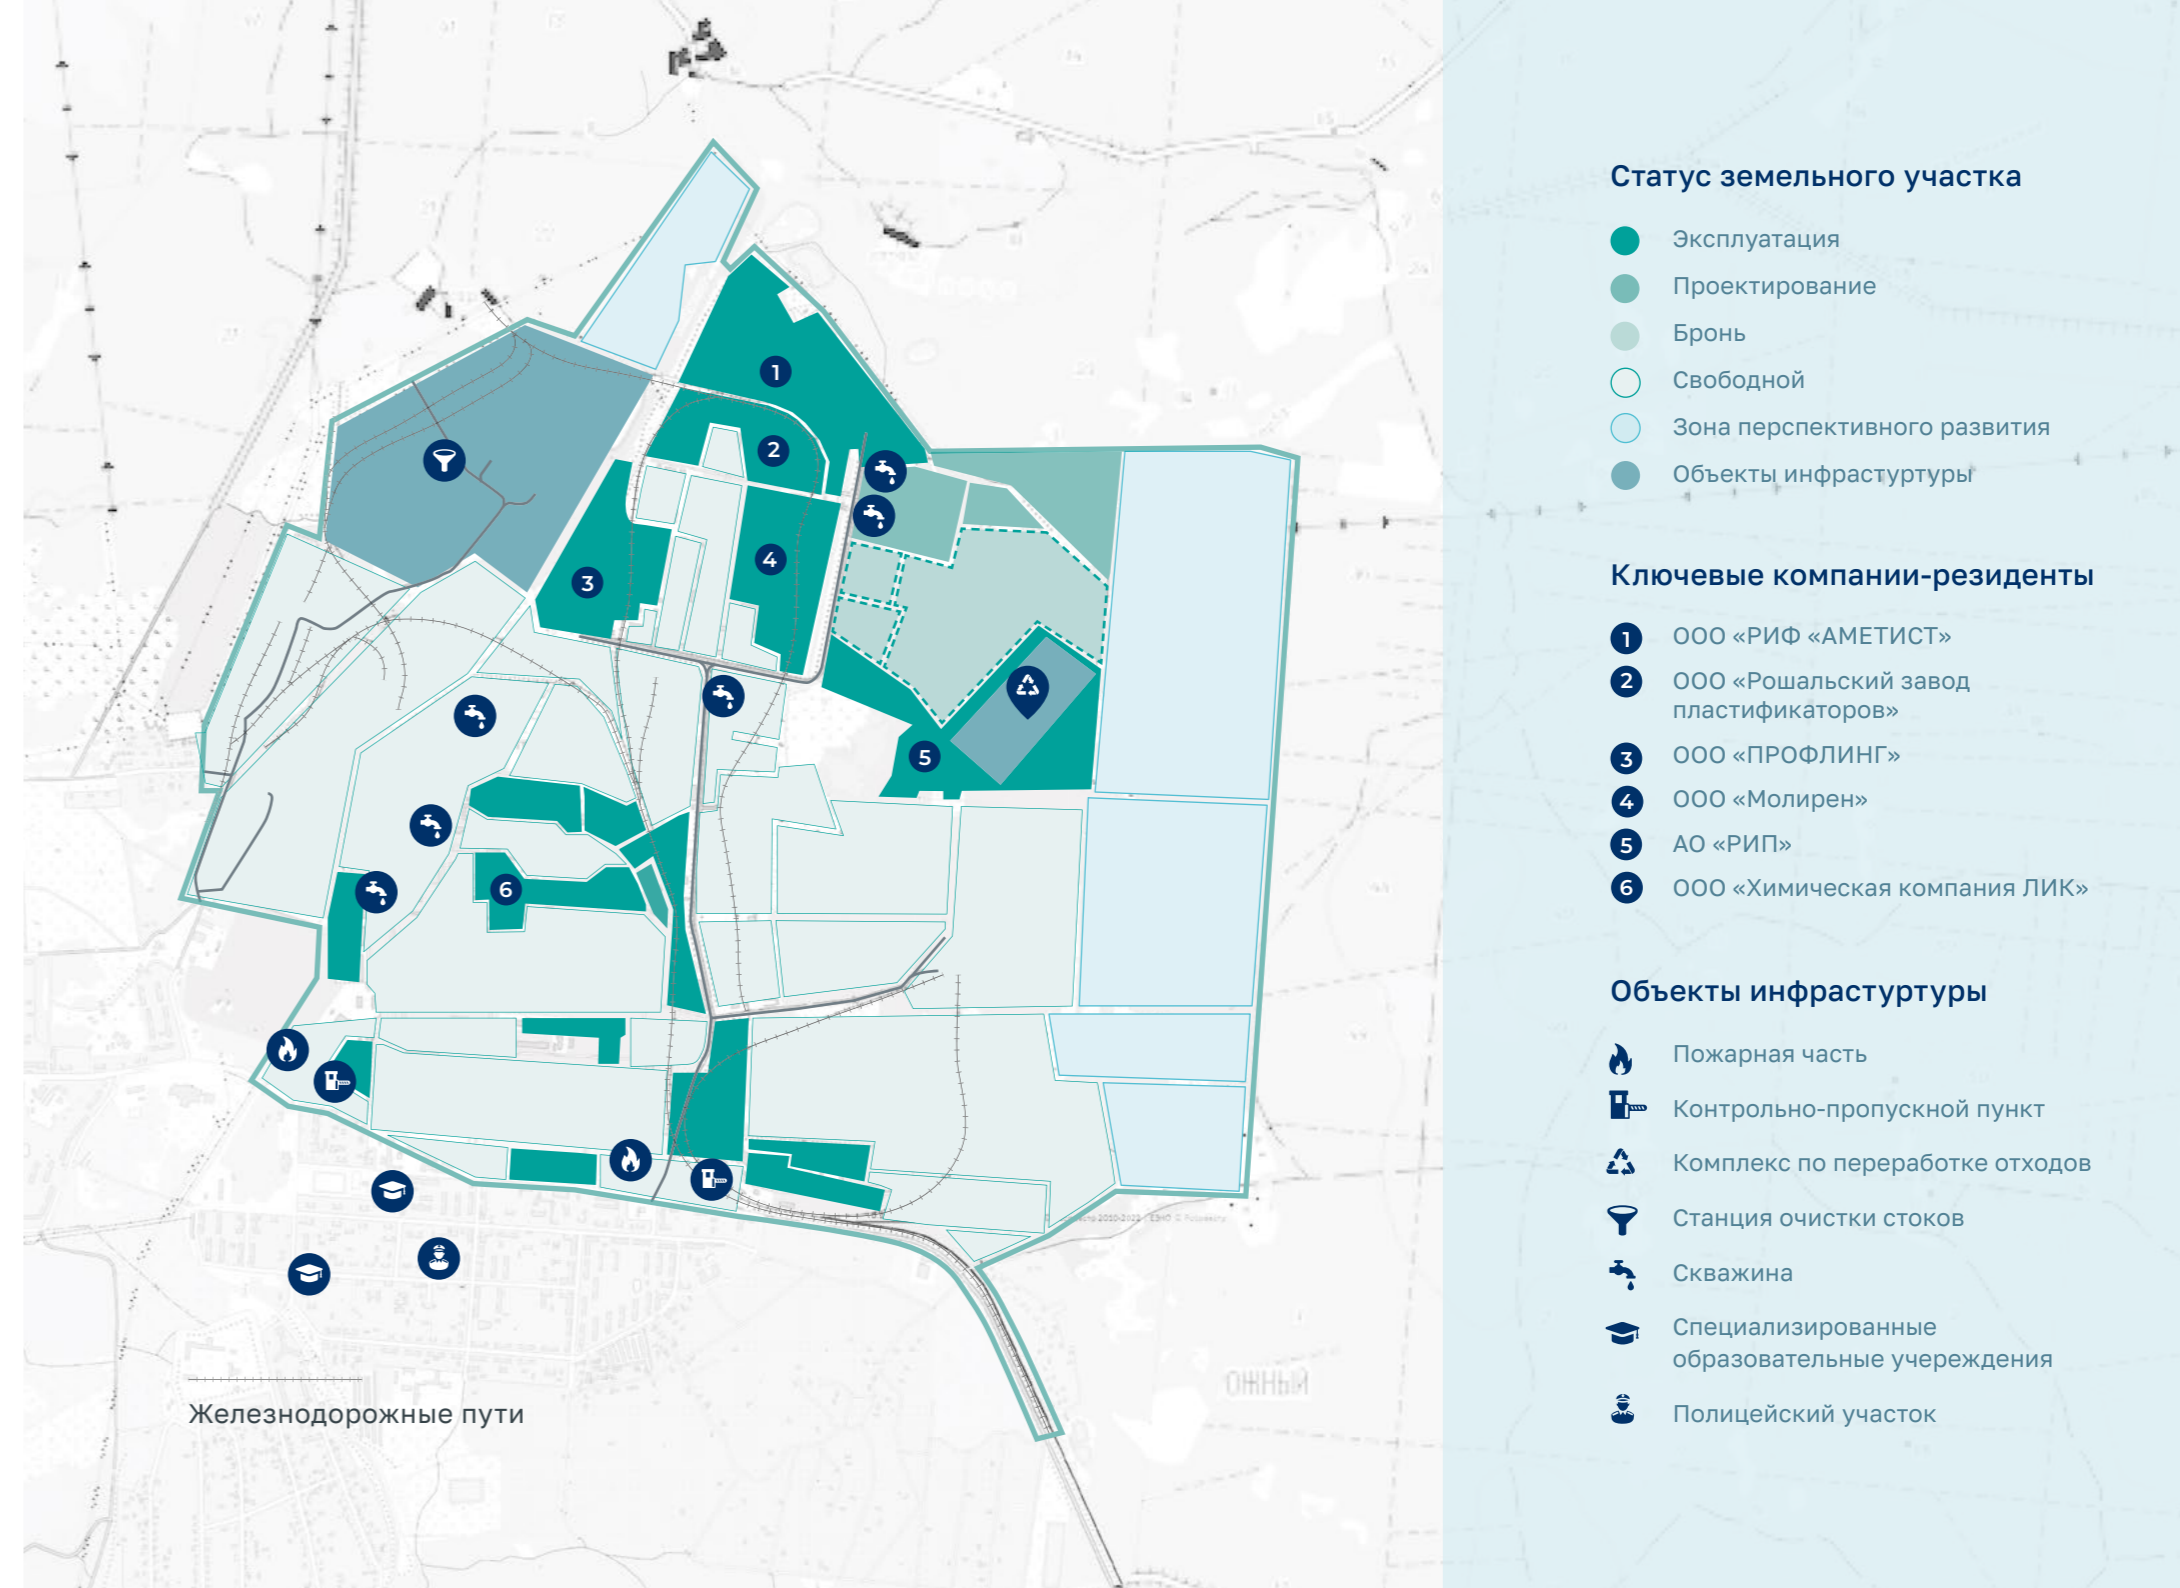 Статус земельного участка
Эксплуатация
Проектирование
Бронь
Свободной
Зона перспективного развития
Объекты инфрастуртуры
Ключевые компании-резиденты
1 ООО «РИФ «АМЕТИСТ»
2 ООО «Рошальский завод
пластификаторов»
3 ООО «ПРОФЛИНГ»
4 ООО «Молирен»
5 АО «РИП»
6 ООО «Химическая компания ЛИК»
Объекты инфрастуртуры
Пожарная часть
Контрольно-пропускной пункт
Комплекс по переработке отходов
Станция очистки стоков
Скважина
Специализированные
образовательные учереждения
Полицейский участок
1
2
3
4
5
6
ОЖНЫЙ
Железнодорожные пути